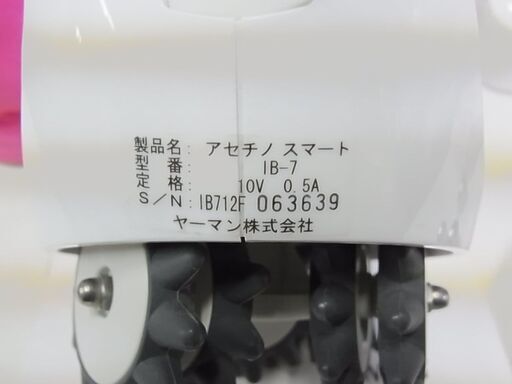 製品名: アセチノ スマート
型番: IB-7
定格: 10V 0.5A
S/N: IB712F 063639
ヤーマン株式会社